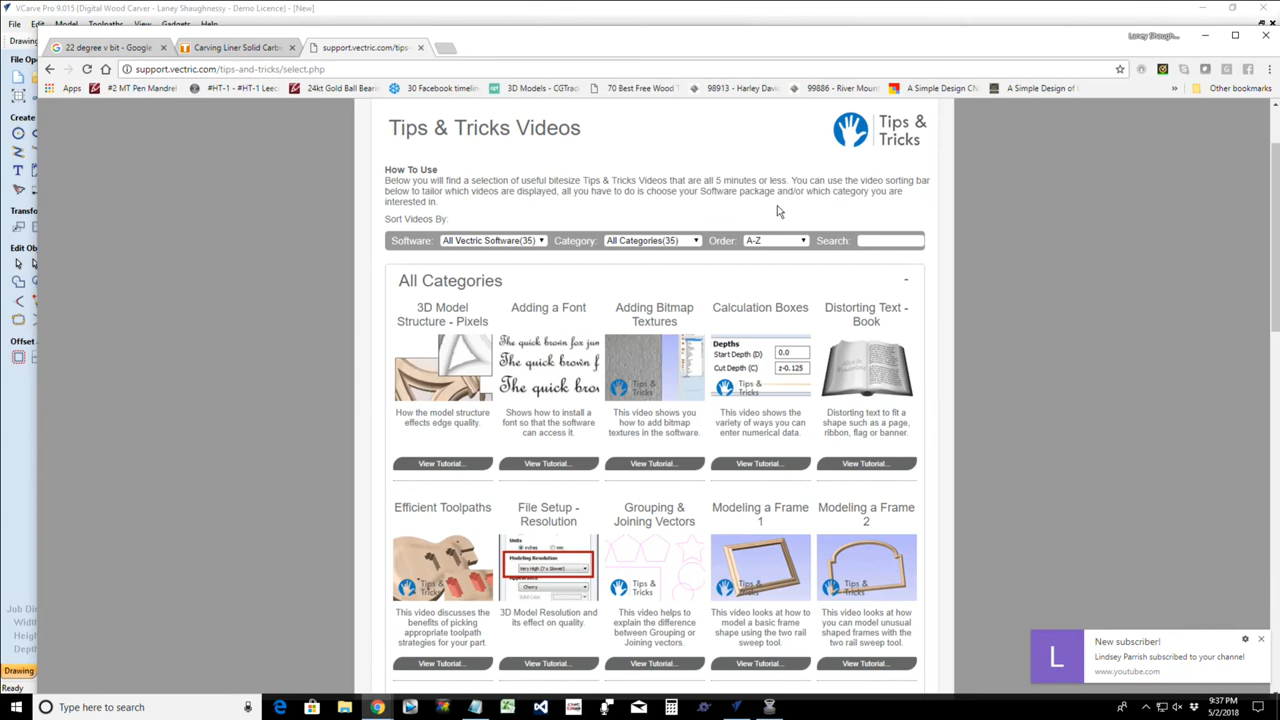 VCarve Pro 9.015 {Digital Wood Carver - Laney Shaughnessy - Demo Licence} - [New]
File Edit Model Toolpaths View Gadgets Help
Laney Shaugh...
22 degree v bit - Google
Carving Liner Solid Carbi
support.vectric.com/tips-
support.vectric.com/tips-and-tricks/select.php
Apps
#2 MT Pen Mandrel
#HT-1 - #HT-1 - Leec
24kt Gold Ball Bearin
30 Facebook timeline
3D Models - CGTrac
70 Best Free Wood T
98913 - Harley David
99886 - River Mount
A Simple Design Ch
A Simple Design of
»
Other bookmarks
Drawing
File Ope
Create
Transfo
Edit Obj
Offset a
Job Dim
Width
Height
Depth
Drawing
Ready
Tips & Tricks Videos
Tips &
Tricks
How To Use
Below you will find a selection of useful bitesize Tips & Tricks Videos that are all 5 minutes or less. You can use the video sorting bar
below to tailor which videos are displayed, all you have to do is choose your Software package and/or which category you are
interested in.
Sort Videos By:
Software: All Vectric Software(35) Category: All Categories(35) Order: A-Z Search:
All Categories -
3D Model
Structure - Pixels
Adding a Font
Adding Bitmap
Textures
Calculation Boxes
Distorting Text -
Book
The quick brown fox jun
The quick brown f
The quick bro
Tips &
Tricks
Depths
Start Depth (D) 0.0
Cut Depth (C) z-0.125
Tips &
Tricks
Tips &
Tricks
How the model structure
effects edge quality.
Shows how to install a
font so that the software
can access it.
This video shows you
how to add bitmap
textures in the software.
This video shows the
variety of ways you can
enter numerical data.
Distorting text to fit a
shape such as a page,
ribbon, flag or banner.
View Tutorial...
View Tutorial...
View Tutorial...
View Tutorial...
View Tutorial...
Efficient Toolpaths
File Setup -
Resolution
Grouping &
Joining Vectors
Modeling a Frame
1
Modeling a Frame
2
Tips &
Tricks
Units
inches mm
Modeling Resolution
Very High (7 x Slower)
Appearance
Cherry
Tips &
Tricks
Tips &
Tricks
Tips &
Tricks
This video discusses the
benefits of picking
appropriate toolpath
strategies for your part.
3D Model Resolution and
its effect on quality.
This video helps to
explain the difference
between Grouping or
Joining vectors.
This video looks at how to
model a basic frame
shape using the two rail
sweep tool.
This video looks at how
you can model unusual
shaped frames with the
two rail sweep tool.
View Tutorial...
View Tutorial...
View Tutorial...
View Tutorial...
View Tutorial...
L
New subscriber!
Lindsey Parrish subscribed to your channel
www.youtube.com
Type here to search
9:37 PM
5/2/2018